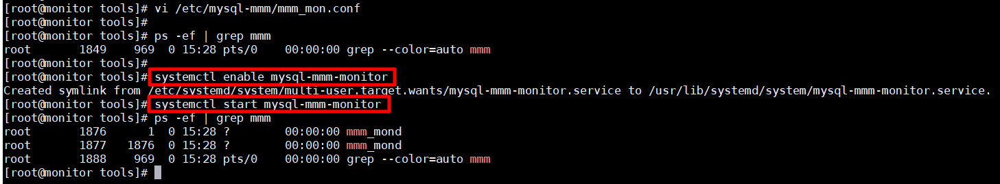 [root@monitor tools]# vi /etc/mysql-mmm/mmm_mon.conf
[root@monitor tools]#
[root@monitor tools]# ps -ef | grep mmm
root       1849    969  0 15:28 pts/0    00:00:00 grep --color=auto mmm
[root@monitor tools]#
[root@monitor tools]# systemctl enable mysql-mmm-monitor
Created symlink from /etc/systemd/system/multi-user.target.wants/mysql-mmm-monitor.service to /usr/lib/systemd/system/mysql-mmm-monitor.service.
[root@monitor tools]# systemctl start mysql-mmm-monitor
[root@monitor tools]# ps -ef | grep mmm
root       1876      1  0 15:28 ?        00:00:00 mmm_mond
root       1877   1876  0 15:28 ?        00:00:00 mmm_mond
root       1888    969  0 15:28 pts/0    00:00:00 grep --color=auto mmm
[root@monitor tools]#